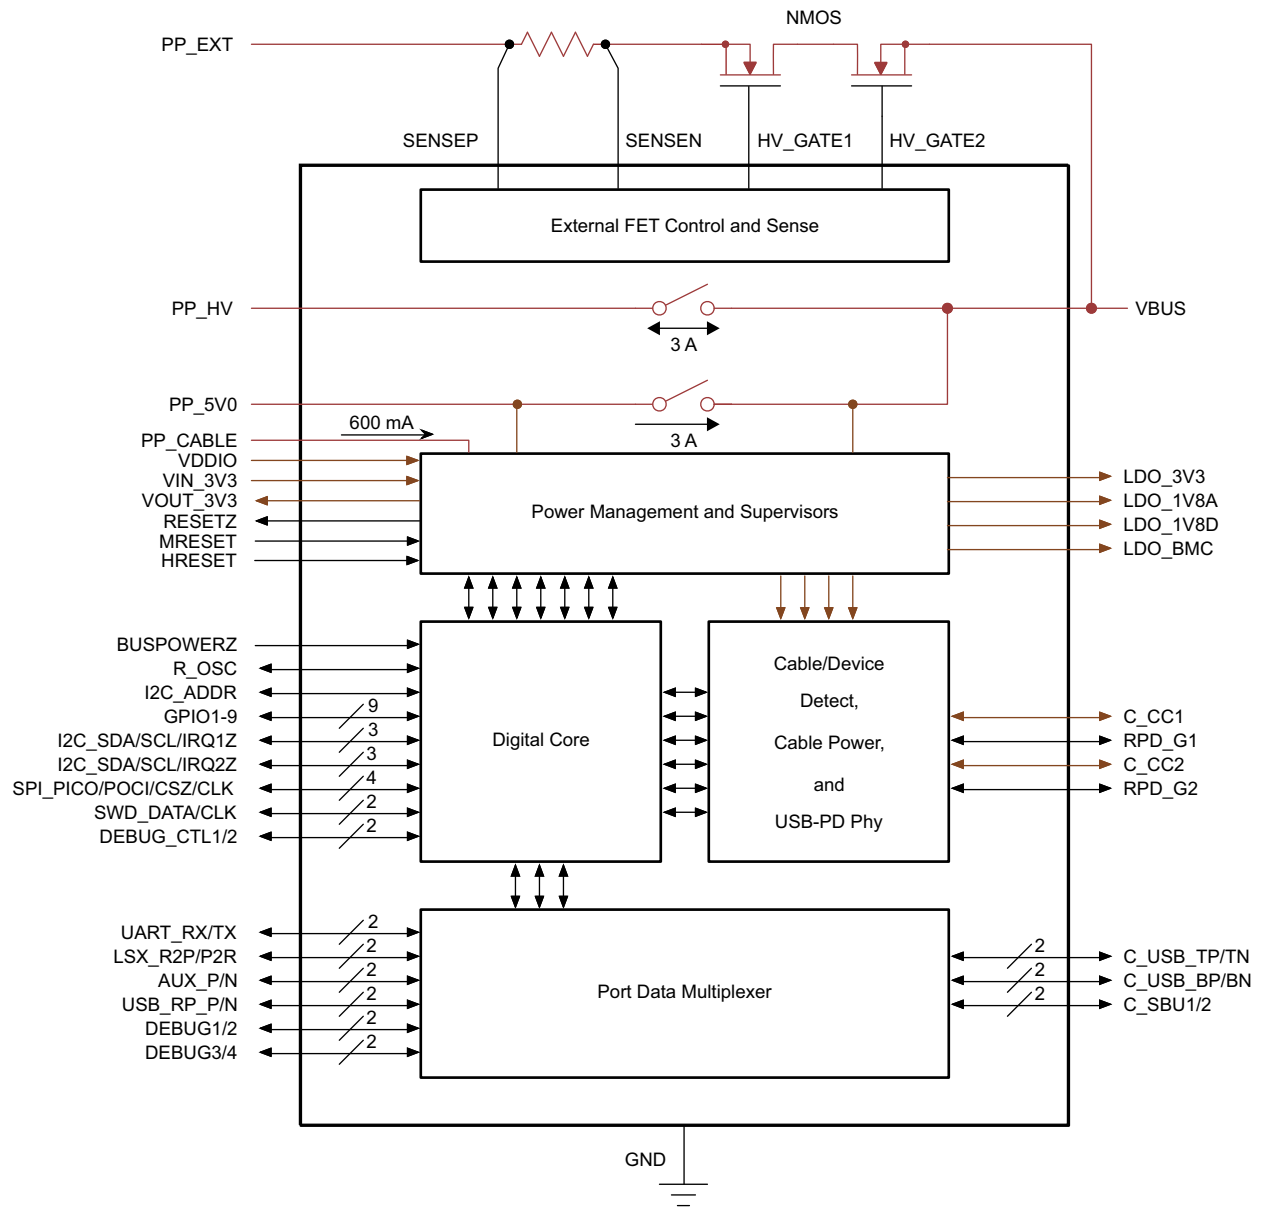 NMOS
PP_EXT
SENSEP
SENSEN
HV_GATE1
HV_GATE2
External FET Control and Sense
PP_HV
3 A
VBUS
PP_5V0
600 mA
3 A
PP_CABLE
VDDIO
VIN_3V3
VOUT_3V3
RESETZ
MRESET
HRESET
Power Management and Supervisors
LDO_3V3
LDO_1V8A
LDO_1V8D
LDO_BMC
BUSPOWERZ
R_OSC
I2C_ADDR
GPIO1-9
9
I2C_SDA/SCL/IRQ1Z
3
I2C_SDA/SCL/IRQ2Z
3
SPI_PICO/POCI/CSZ/CLK
4
SWD_DATA/CLK
2
DEBUG_CTL1/2
2
Digital Core
Cable/Device
Detect,
Cable Power,
and
USB-PD Phy
C_CC1
RPD_G1
C_CC2
RPD_G2
UART_RX/TX
2
LSX_R2P/P2R
2
AUX_P/N
2
USB_RP_P/N
2
DEBUG1/2
2
DEBUG3/4
2
Port Data Multiplexer
2
C_USB_TP/TN
2
C_USB_BP/BN
2
C_SBU1/2
GND